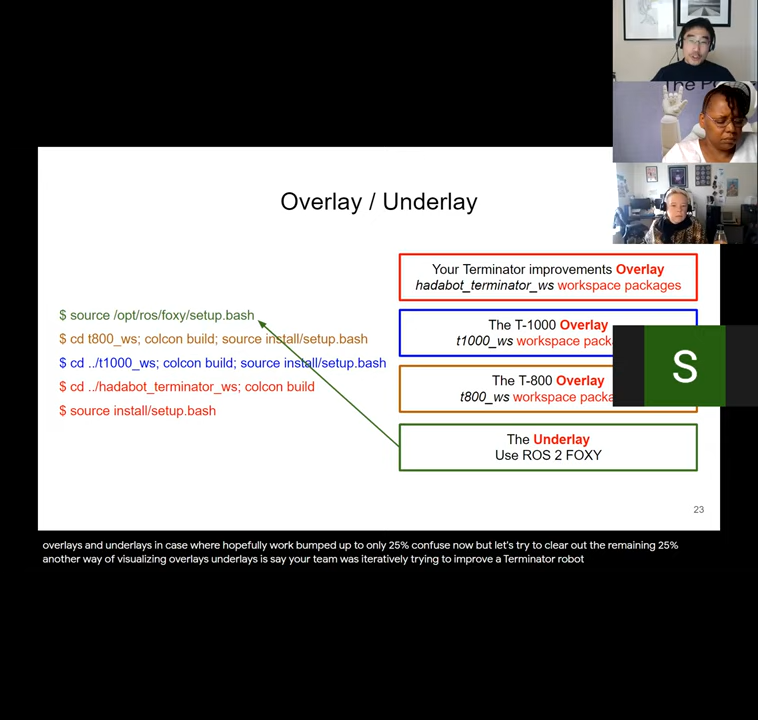 The P
Overlay / Underlay
Your Terminator improvements Overlay
hadabot_terminator_ws workspace packages
$ source /opt/ros/foxy/setup.bash
The T-1000 Overlay
t1000_ws workspace packa
$ cd t800_ws; colcon build; source install/setup.bash
$ cd ../t1000_ws; colcon build; source install/setup.bash
The T-800 Overlay
t800_ws workspace packa
$ cd ../hadabot_terminator_ws; colcon build
$ source install/setup.bash
S
The Underlay
Use ROS 2 FOXY
23
overlays and underlays in case where hopefully work bumped up to only 25% confuse now but let's try to clear out the remaining 25%
another way of visualizing overlays underlays is say your team was iteratively trying to improve a Terminator robot